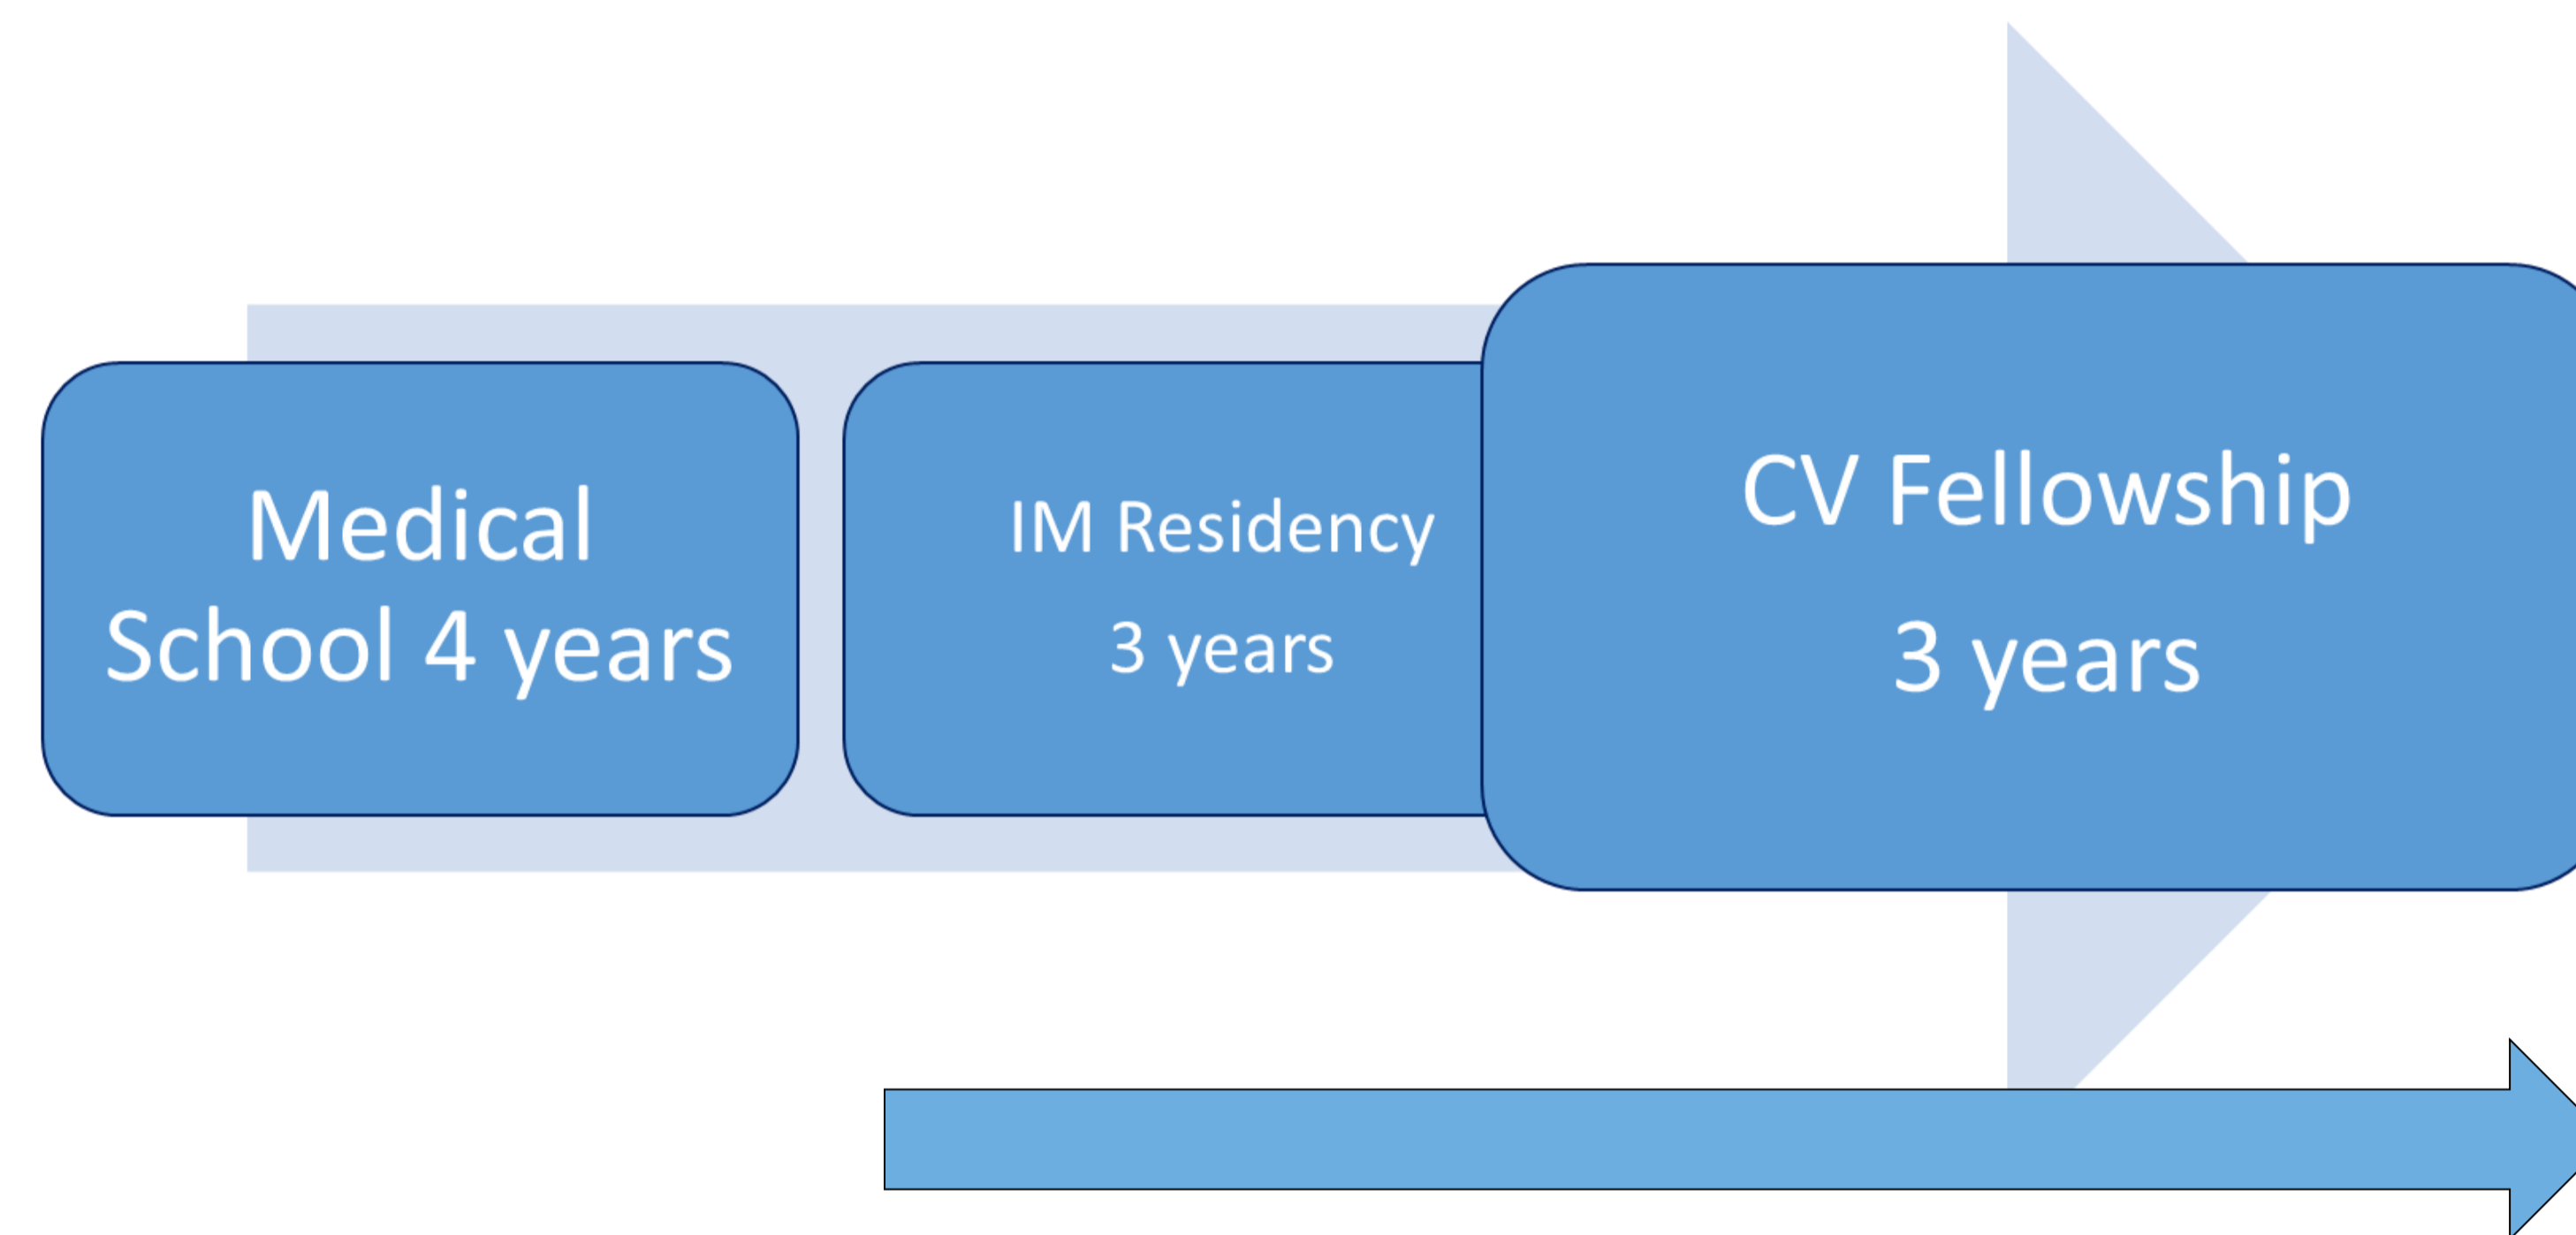 Medical
School 4 years
IM Residency
3 years
CV Fellowship
3 years